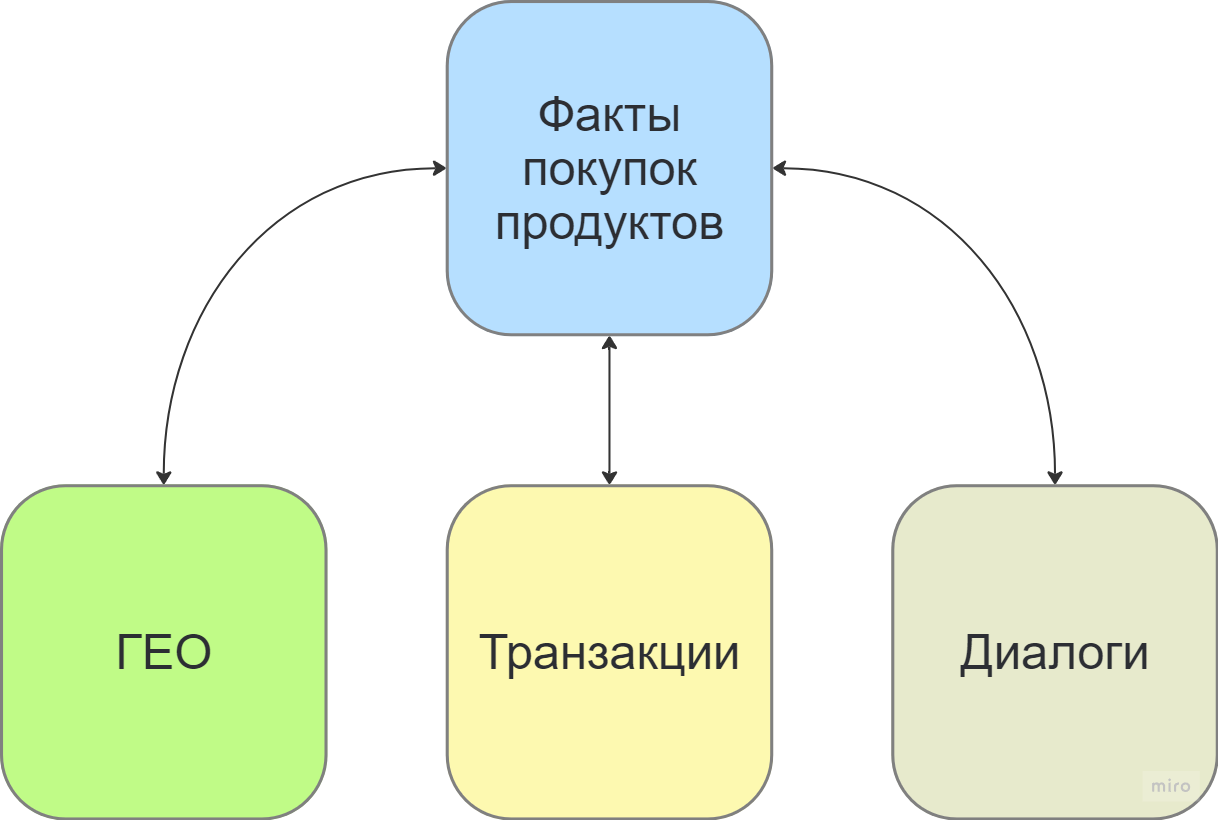 Факты
покупок
продуктов
ГЕО
Транзакции
Диалоги
miro